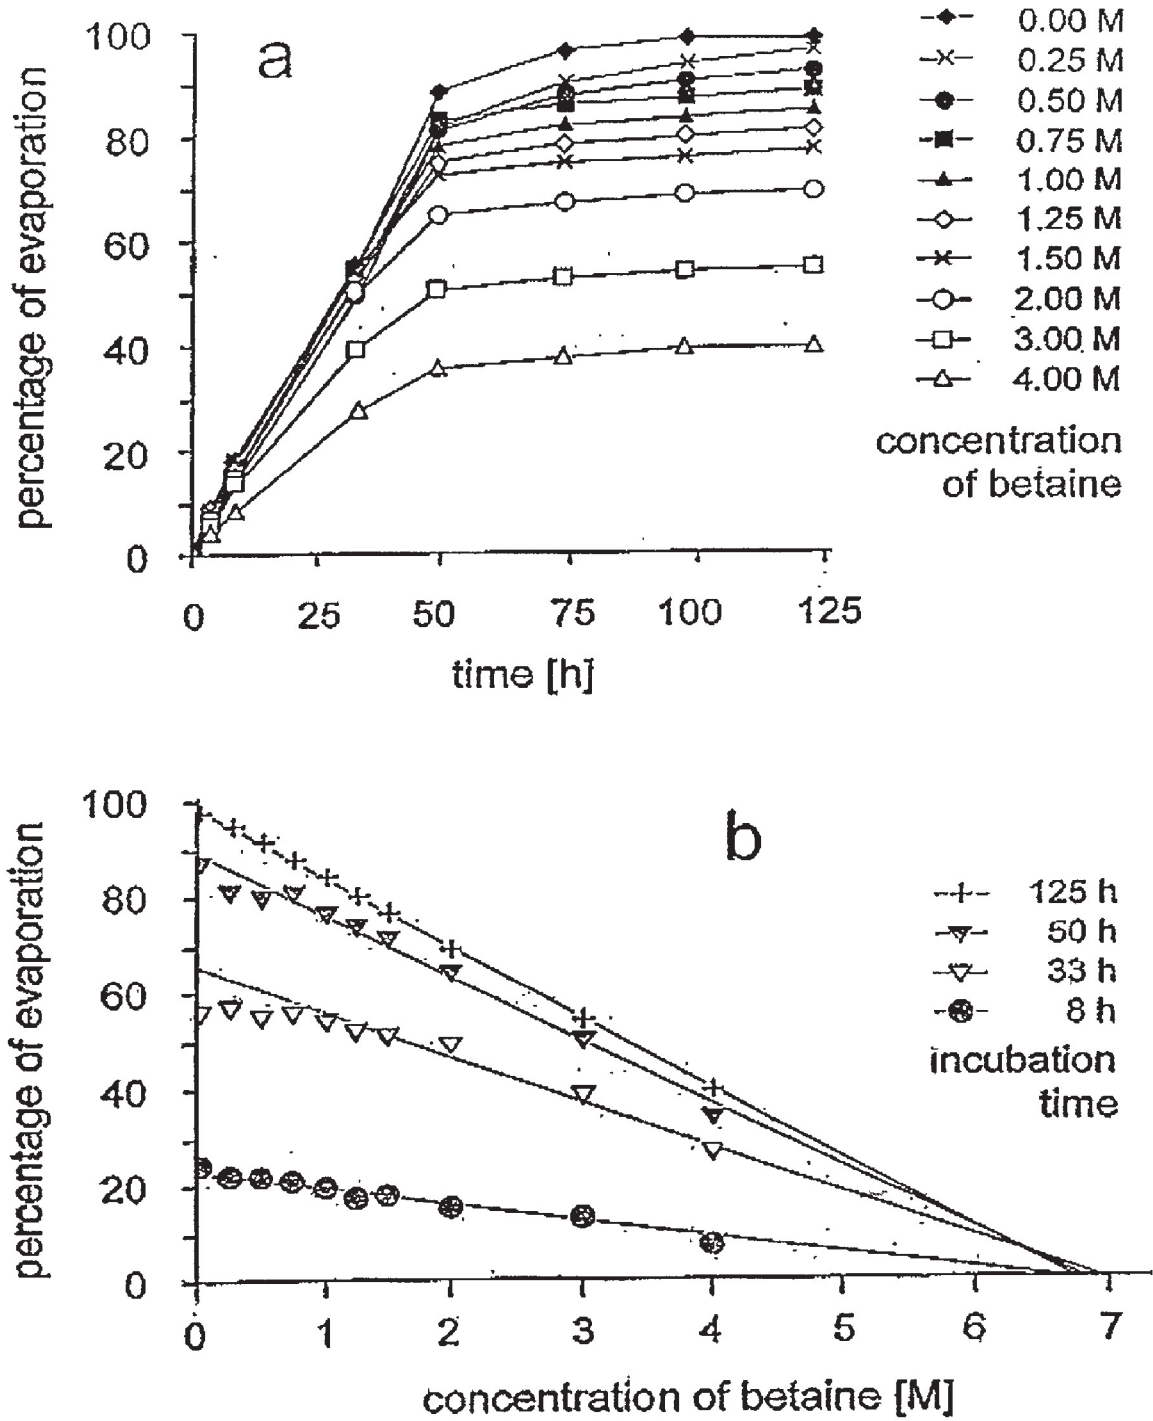 a
percentage of evaporation
100
80
60
40
20
0
0 25 50 75 100 125
time [h]
0.00 M
0.25 M
0.50 M
0.75 M
1.00 M
1.25 M
1.50 M
2.00 M
3.00 M
4.00 M
concentration
of betaine
b
percentage of evaporation
100
80
60
40
20
0
0 1 2 3 4 5 6 7
concentration of betaine [M]
125 h
50 h
33 h
8 h
incubation
time